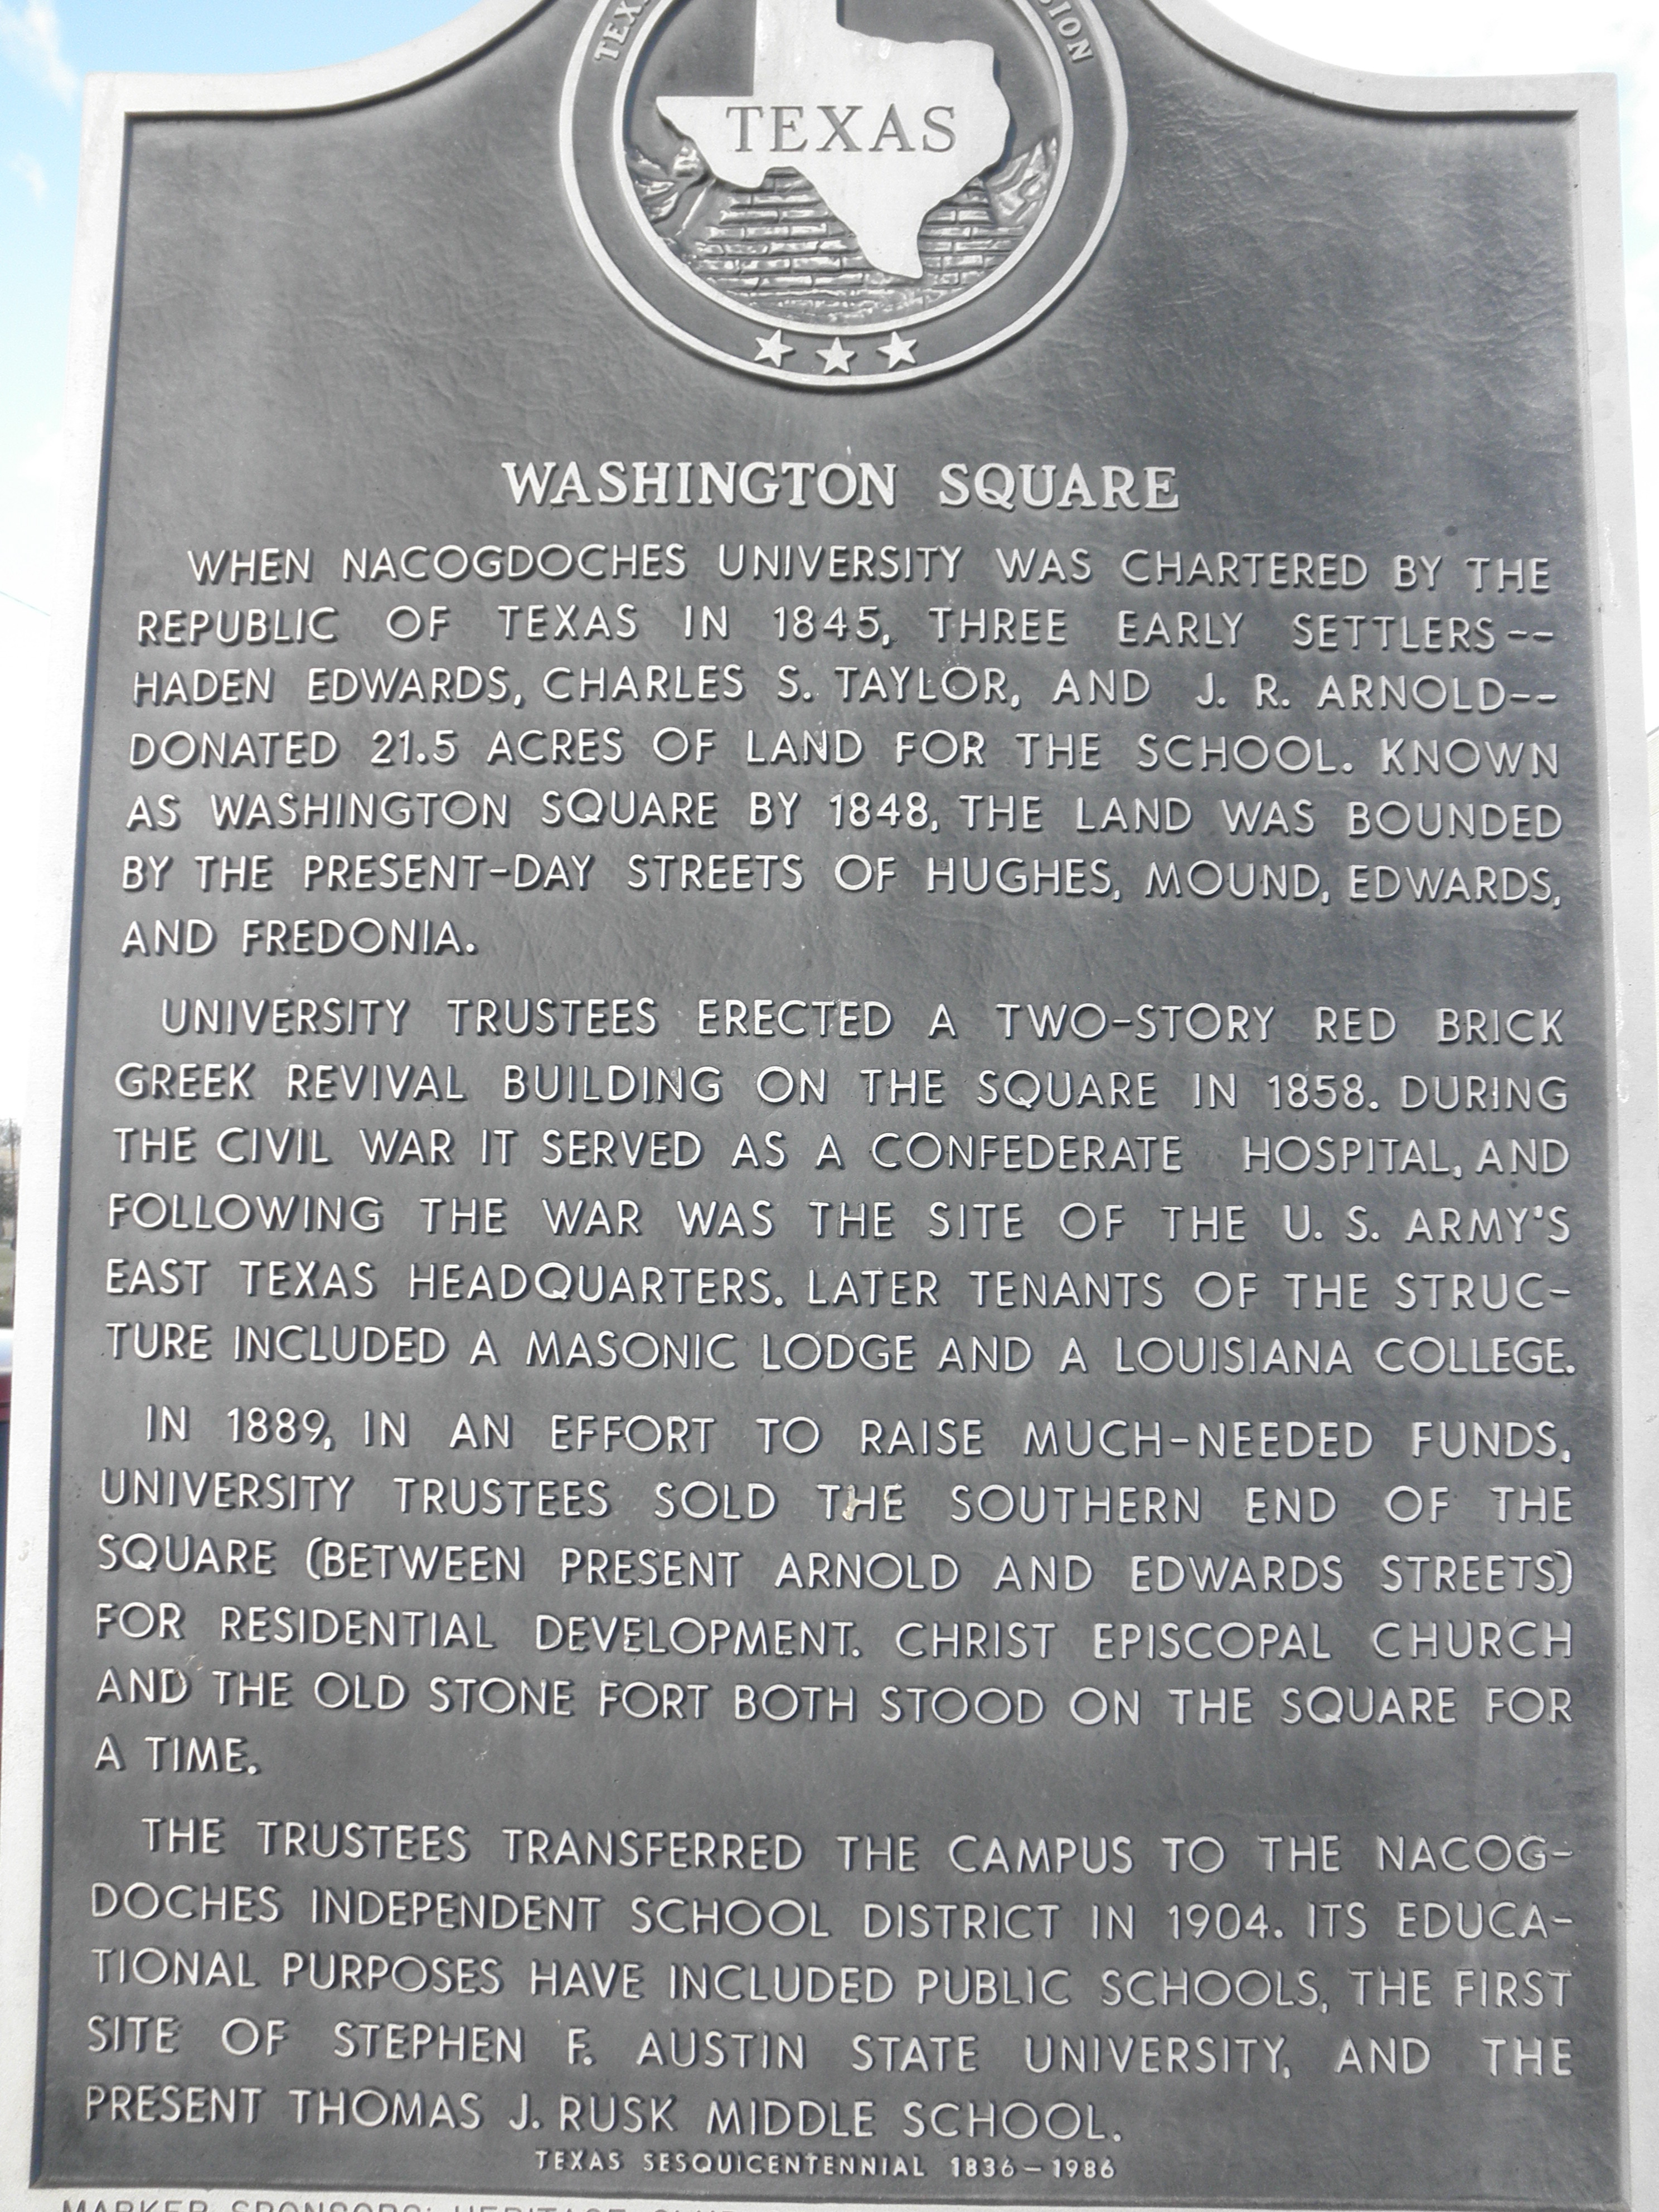 TEXAS
WASHINGTON SQUARE
WHEN NACOGDOCHES UNIVERSITY WAS CHARTERED BY THE
REPUBLIC OF TEXAS IN 1845, THREE EARLY SETTLERS--
HADEN EDWARDS, CHARLES S. TAYLOR, AND J. R. ARNOLD--
DONATED 21.5 ACRES OF LAND FOR THE SCHOOL. KNOWN
AS WASHINGTON SQUARE BY 1848, THE LAND WAS BOUNDED
BY THE PRESENT-DAY STREETS OF HUGHES, MOUND, EDWARDS,
AND FREDONIA.
UNIVERSITY TRUSTEES ERECTED A TWO-STORY RED BRICK
GREEK REVIVAL BUILDING ON THE SQUARE IN 1858. DURING
THE CIVIL WAR IT SERVED AS A CONFEDERATE HOSPITAL, AND
FOLLOWING THE WAR WAS THE SITE OF THE U. S. ARMY'S
EAST TEXAS HEADQUARTERS. LATER TENANTS OF THE STRUC-
TURE INCLUDED A MASONIC LODGE AND A LOUISIANA COLLEGE.
IN 1889, IN AN EFFORT TO RAISE MUCH-NEEDED FUNDS,
UNIVERSITY TRUSTEES SOLD THE SOUTHERN END OF THE
SQUARE (BETWEEN PRESENT ARNOLD AND EDWARDS STREETS)
FOR RESIDENTIAL DEVELOPMENT. CHRIST EPISCOPAL CHURCH
AND THE OLD STONE FORT BOTH STOOD ON THE SQUARE FOR
A TIME.
THE TRUSTEES TRANSFERRED THE CAMPUS TO THE NACOG-
DOCHES INDEPENDENT SCHOOL DISTRICT IN 1904. ITS EDUCA-
TIONAL PURPOSES HAVE INCLUDED PUBLIC SCHOOLS, THE FIRST
SITE OF STEPHEN F. AUSTIN STATE UNIVERSITY, AND THE
PRESENT THOMAS J. RUSK MIDDLE SCHOOL.
TEXAS SESQUICENTENNIAL 1836-1986
MARKER SPONSORS: HERITAGE